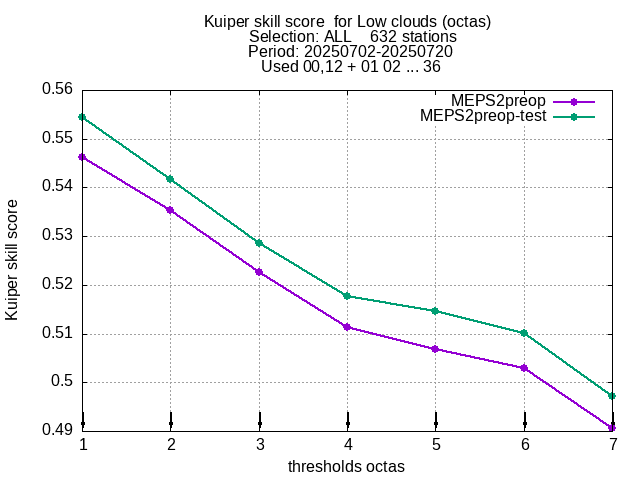 Kuiper skill score  for Low clouds (octas)
Selection: ALL    632 stations
Period: 20250702-20250720
Used 00,12 + 01 02 ... 36
MEPS2preop
MEPS2preop-test
0.56
0.55
0.54
0.53
0.52
0.51
0.5
0.49
Kuiper skill score
1 2 3 4 5 6 7
thresholds octas